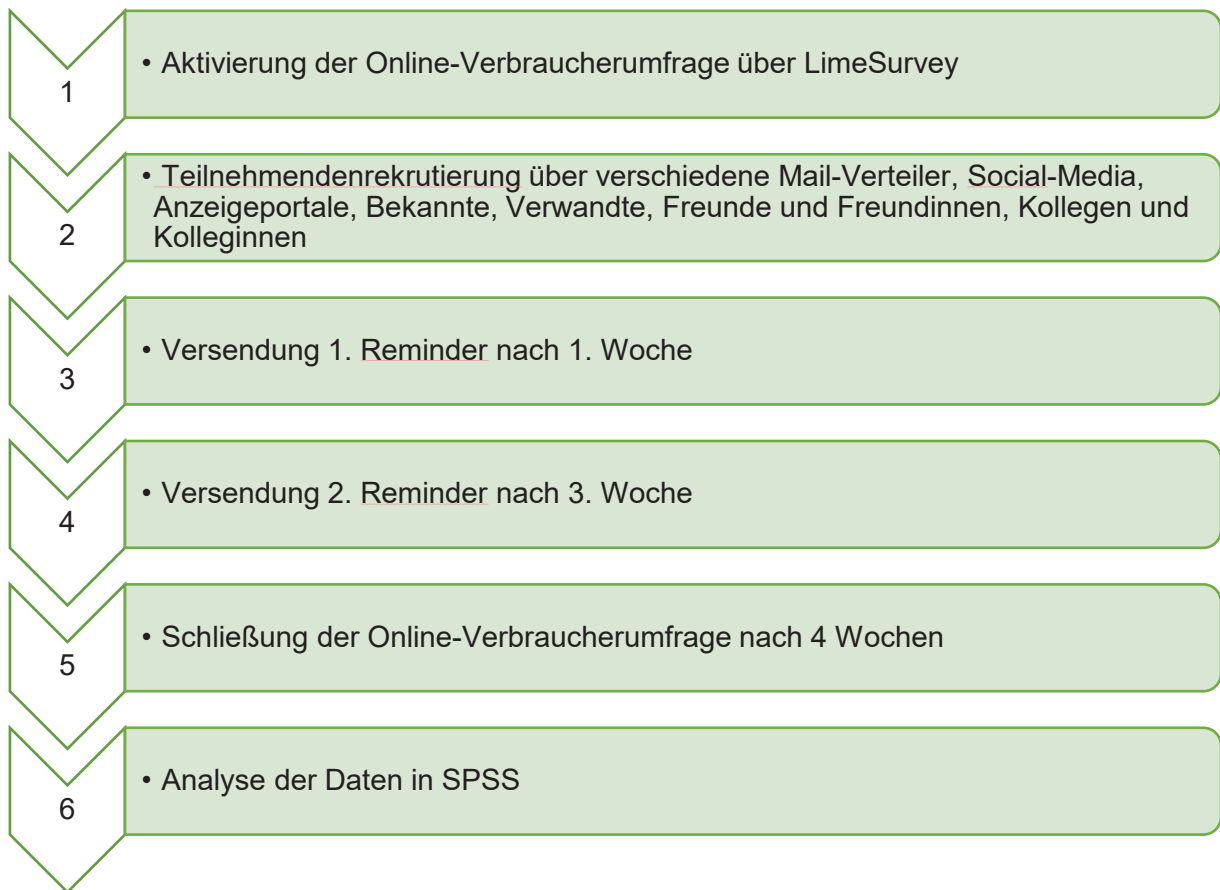 1
• Aktivierung der Online-Verbraucherumfrage über LimeSurvey
2
• Teilnehmendenrekrutierung über verschiedene Mail-Verteiler, Social-Media,
Anzeigeportale, Bekannte, Verwandte, Freunde und Freundinnen, Kollegen und
Kolleginnen
3
• Versendung 1. Reminder nach 1. Woche
4
• Versendung 2. Reminder nach 3. Woche
5
• Schließung der Online-Verbraucherumfrage nach 4 Wochen
6
• Analyse der Daten in SPSS